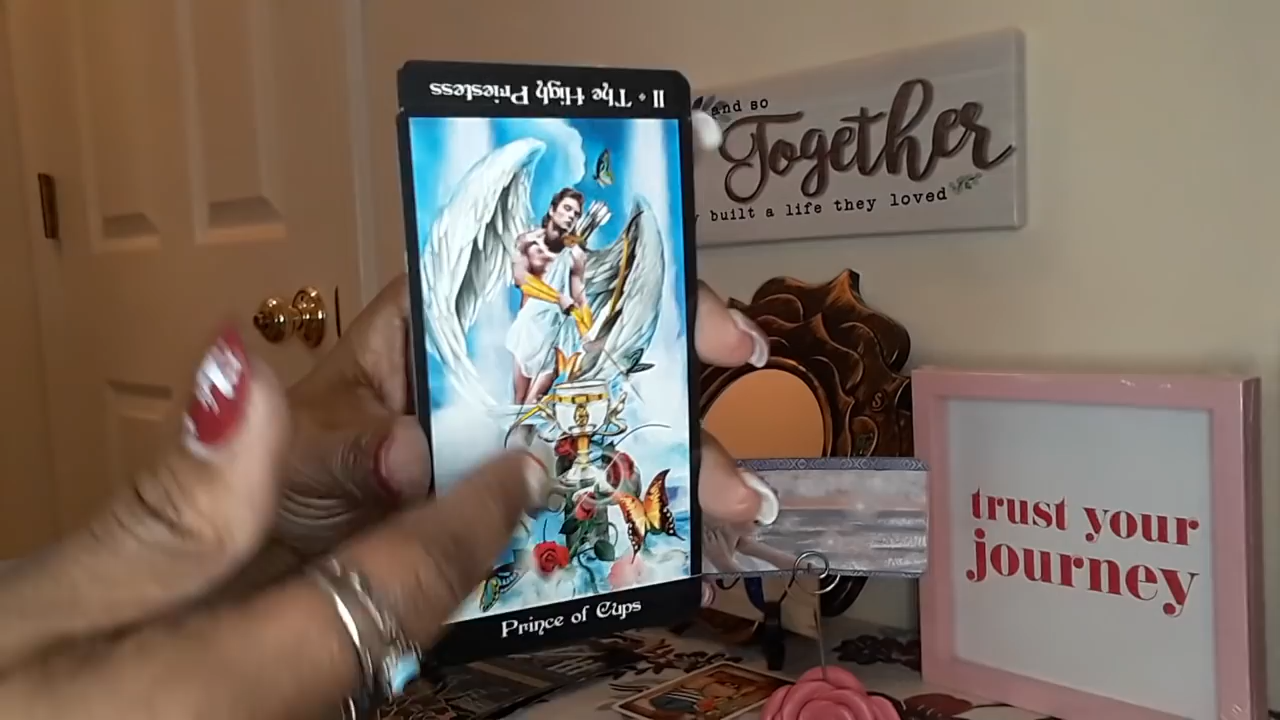 II • The High Priestess
Prince of Cups
and so
Together
built a life they loved
trust your
journey